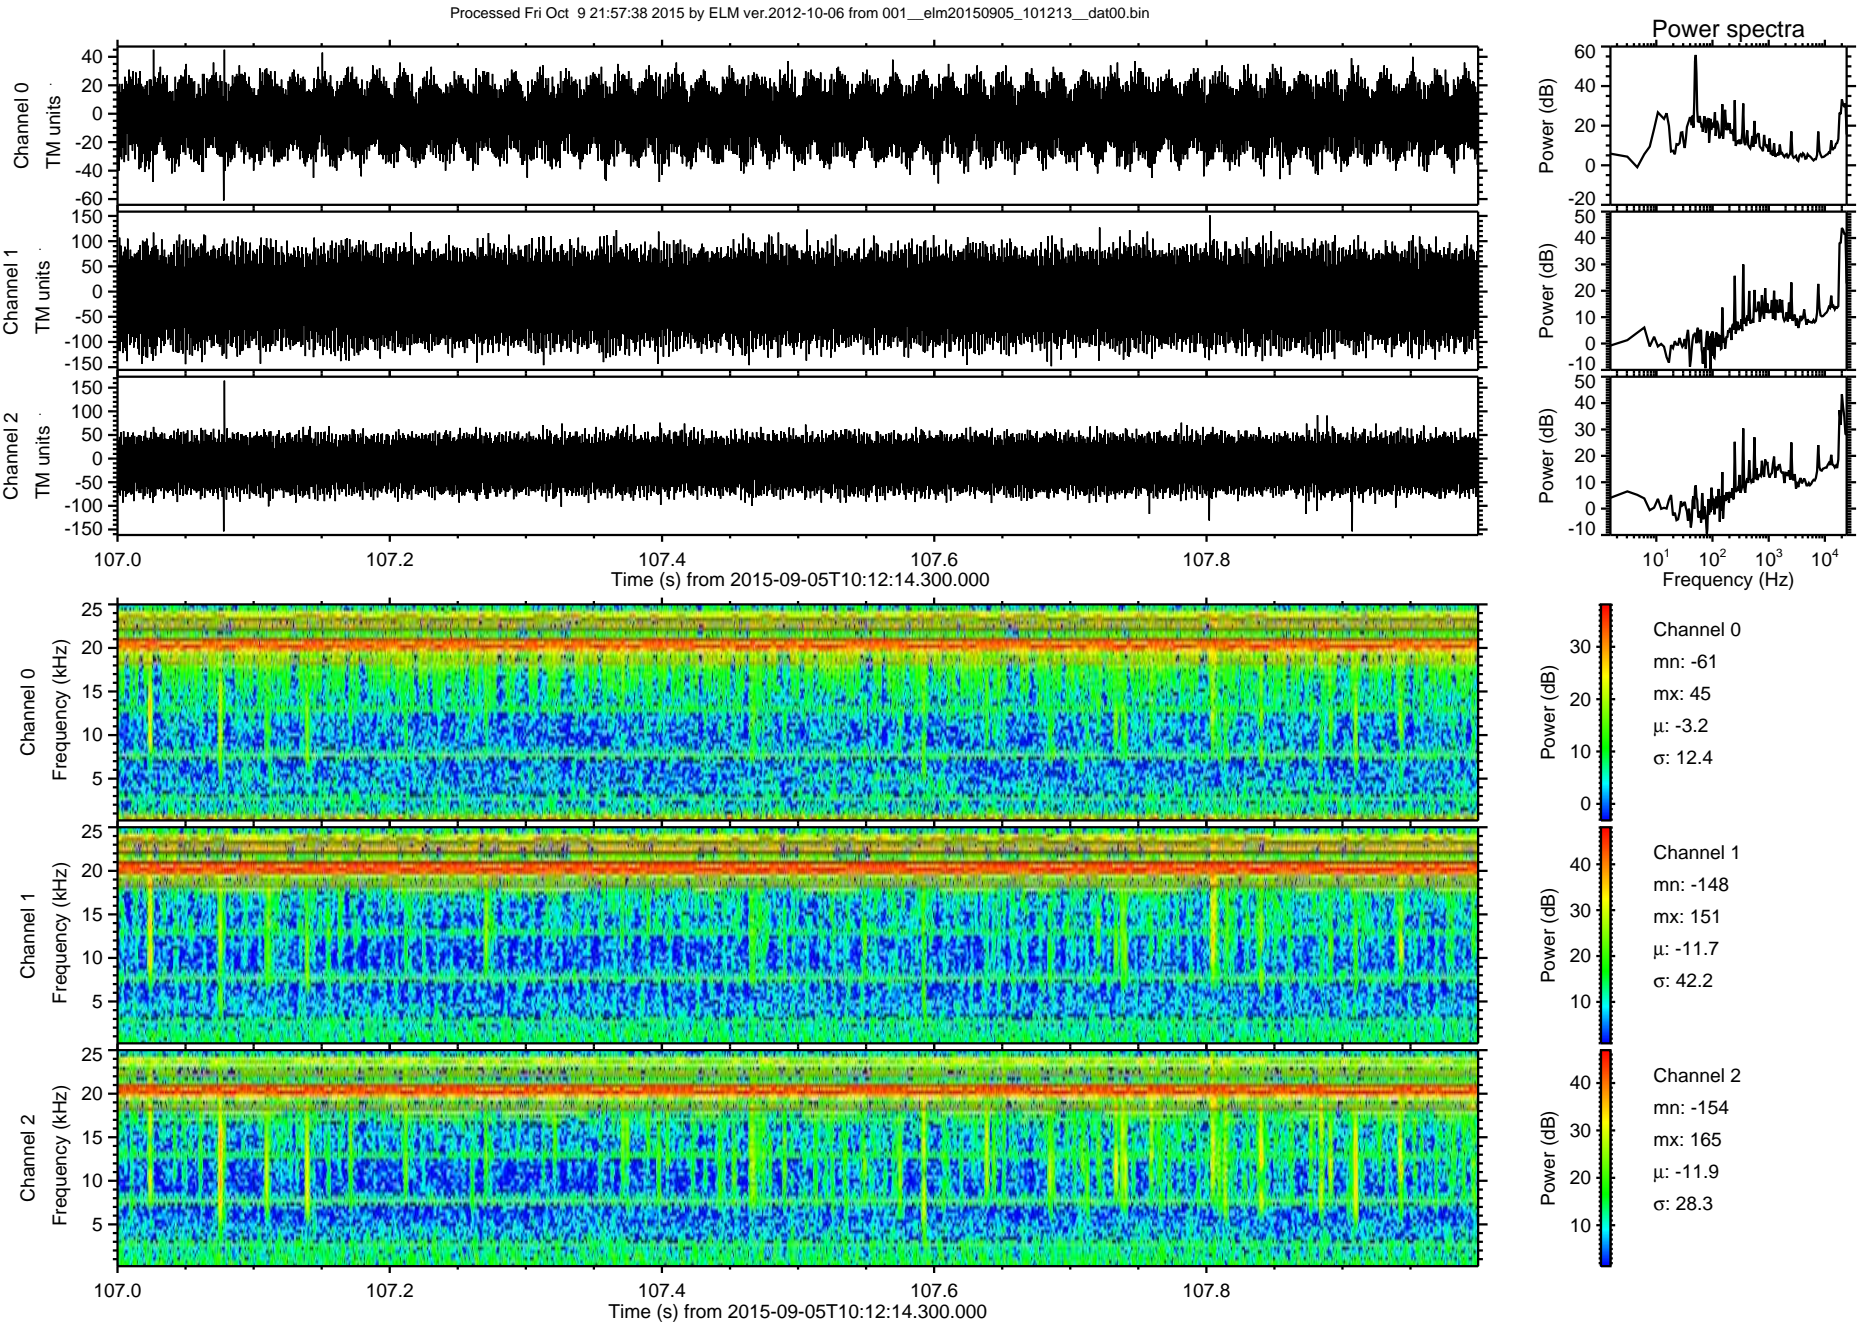 Processed Fri Oct  9 21:57:38 2015 by ELM ver.2012-10-06 from 001__elm20150905_101213__dat00.bin
Power spectra
Channel 0
TM units
40
20
0
-20
-40
-60
Power (dB)
60
40
20
0
-20
Channel 1
TM units
150
100
50
0
-50
-100
-150
Power (dB)
50
40
30
20
10
0
-10
Channel 2
TM units
150
100
50
0
-50
-100
-150
Power (dB)
50
40
30
20
10
0
-10
107.0 107.2 107.4 107.6 107.8
Time (s) from 2015-09-05T10:12:14.300.000
10¹ 10² 10³ 10⁴
Frequency (Hz)
Channel 0
Frequency (kHz)
25
20
15
10
5
Power (dB)
30
20
10
0
Channel 0
mn: -61
mx: 45
μ: -3.2
σ: 12.4
Channel 1
Frequency (kHz)
25
20
15
10
5
Power (dB)
40
30
20
10
Channel 1
mn: -148
mx: 151
μ: -11.7
σ: 42.2
Channel 2
Frequency (kHz)
25
20
15
10
5
Power (dB)
40
30
20
10
Channel 2
mn: -154
mx: 165
μ: -11.9
σ: 28.3
107.0 107.2 107.4 107.6 107.8
Time (s) from 2015-09-05T10:12:14.300.000